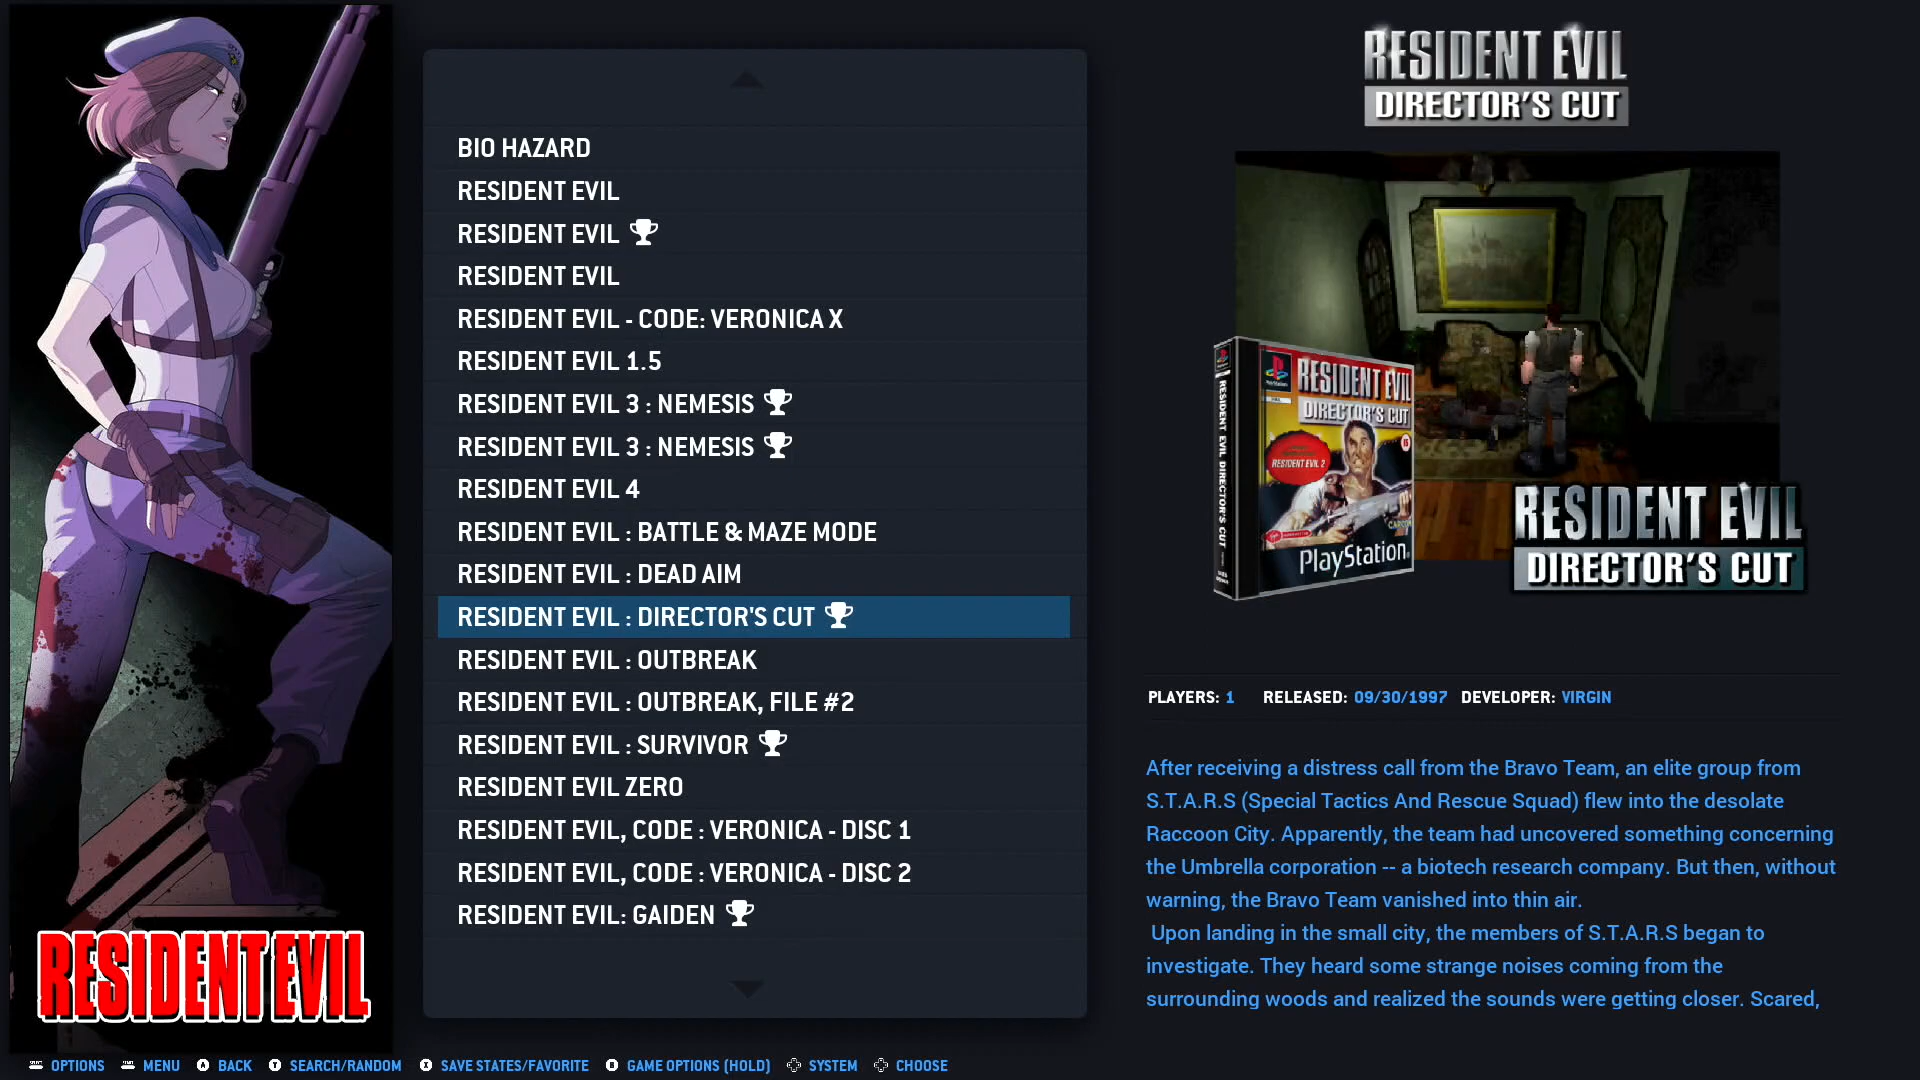 RESIDENT EVIL
BIO HAZARD
RESIDENT EVIL
RESIDENT EVIL
RESIDENT EVIL
RESIDENT EVIL - CODE: VERONICA X
RESIDENT EVIL 1.5
RESIDENT EVIL 3 : NEMESIS
RESIDENT EVIL 3 : NEMESIS
RESIDENT EVIL 4
RESIDENT EVIL : BATTLE & MAZE MODE
RESIDENT EVIL : DEAD AIM
RESIDENT EVIL : DIRECTOR'S CUT
RESIDENT EVIL : OUTBREAK
RESIDENT EVIL : OUTBREAK, FILE #2
RESIDENT EVIL : SURVIVOR
RESIDENT EVIL ZERO
RESIDENT EVIL, CODE : VERONICA - DISC 1
RESIDENT EVIL, CODE : VERONICA - DISC 2
RESIDENT EVIL: GAIDEN
RESIDENT EVIL
DIRECTOR'S CUT
RESIDENT EVIL DIRECTOR'S CUT
PlayStation
RESIDENT EVIL
DIRECTOR'S CUT
RESIDENT EVIL 2
15
CAPCOM
PlayStation
RESIDENT EVIL
DIRECTOR'S CUT
PLAYERS: 1 RELEASED: 09/30/1997 DEVELOPER: VIRGIN
After receiving a distress call from the Bravo Team, an elite group from
S.T.A.R.S (Special Tactics And Rescue Squad) flew into the desolate
Raccoon City. Apparently, the team had uncovered something concerning
the Umbrella corporation -- a biotech research company. But then, without
warning, the Bravo Team vanished into thin air.
Upon landing in the small city, the members of S.T.A.R.S began to
investigate. They heard some strange noises coming from the
surrounding woods and realized the sounds were getting closer. Scared,
OPTIONS MENU BACK SEARCH/RANDOM SAVE STATES/FAVORITE GAME OPTIONS (HOLD) SYSTEM CHOOSE